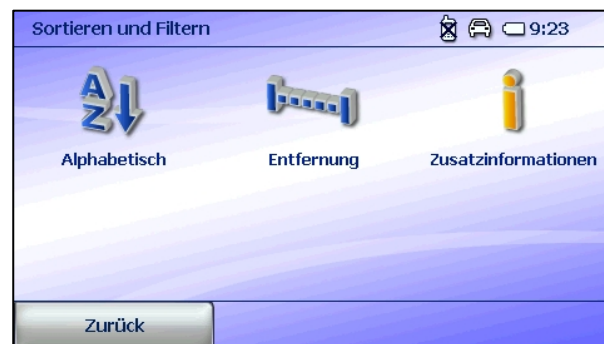 Sortieren und Filtern 9:23
A
Z
Alphabetisch Entfernung Zusatzinformationen
Zurück